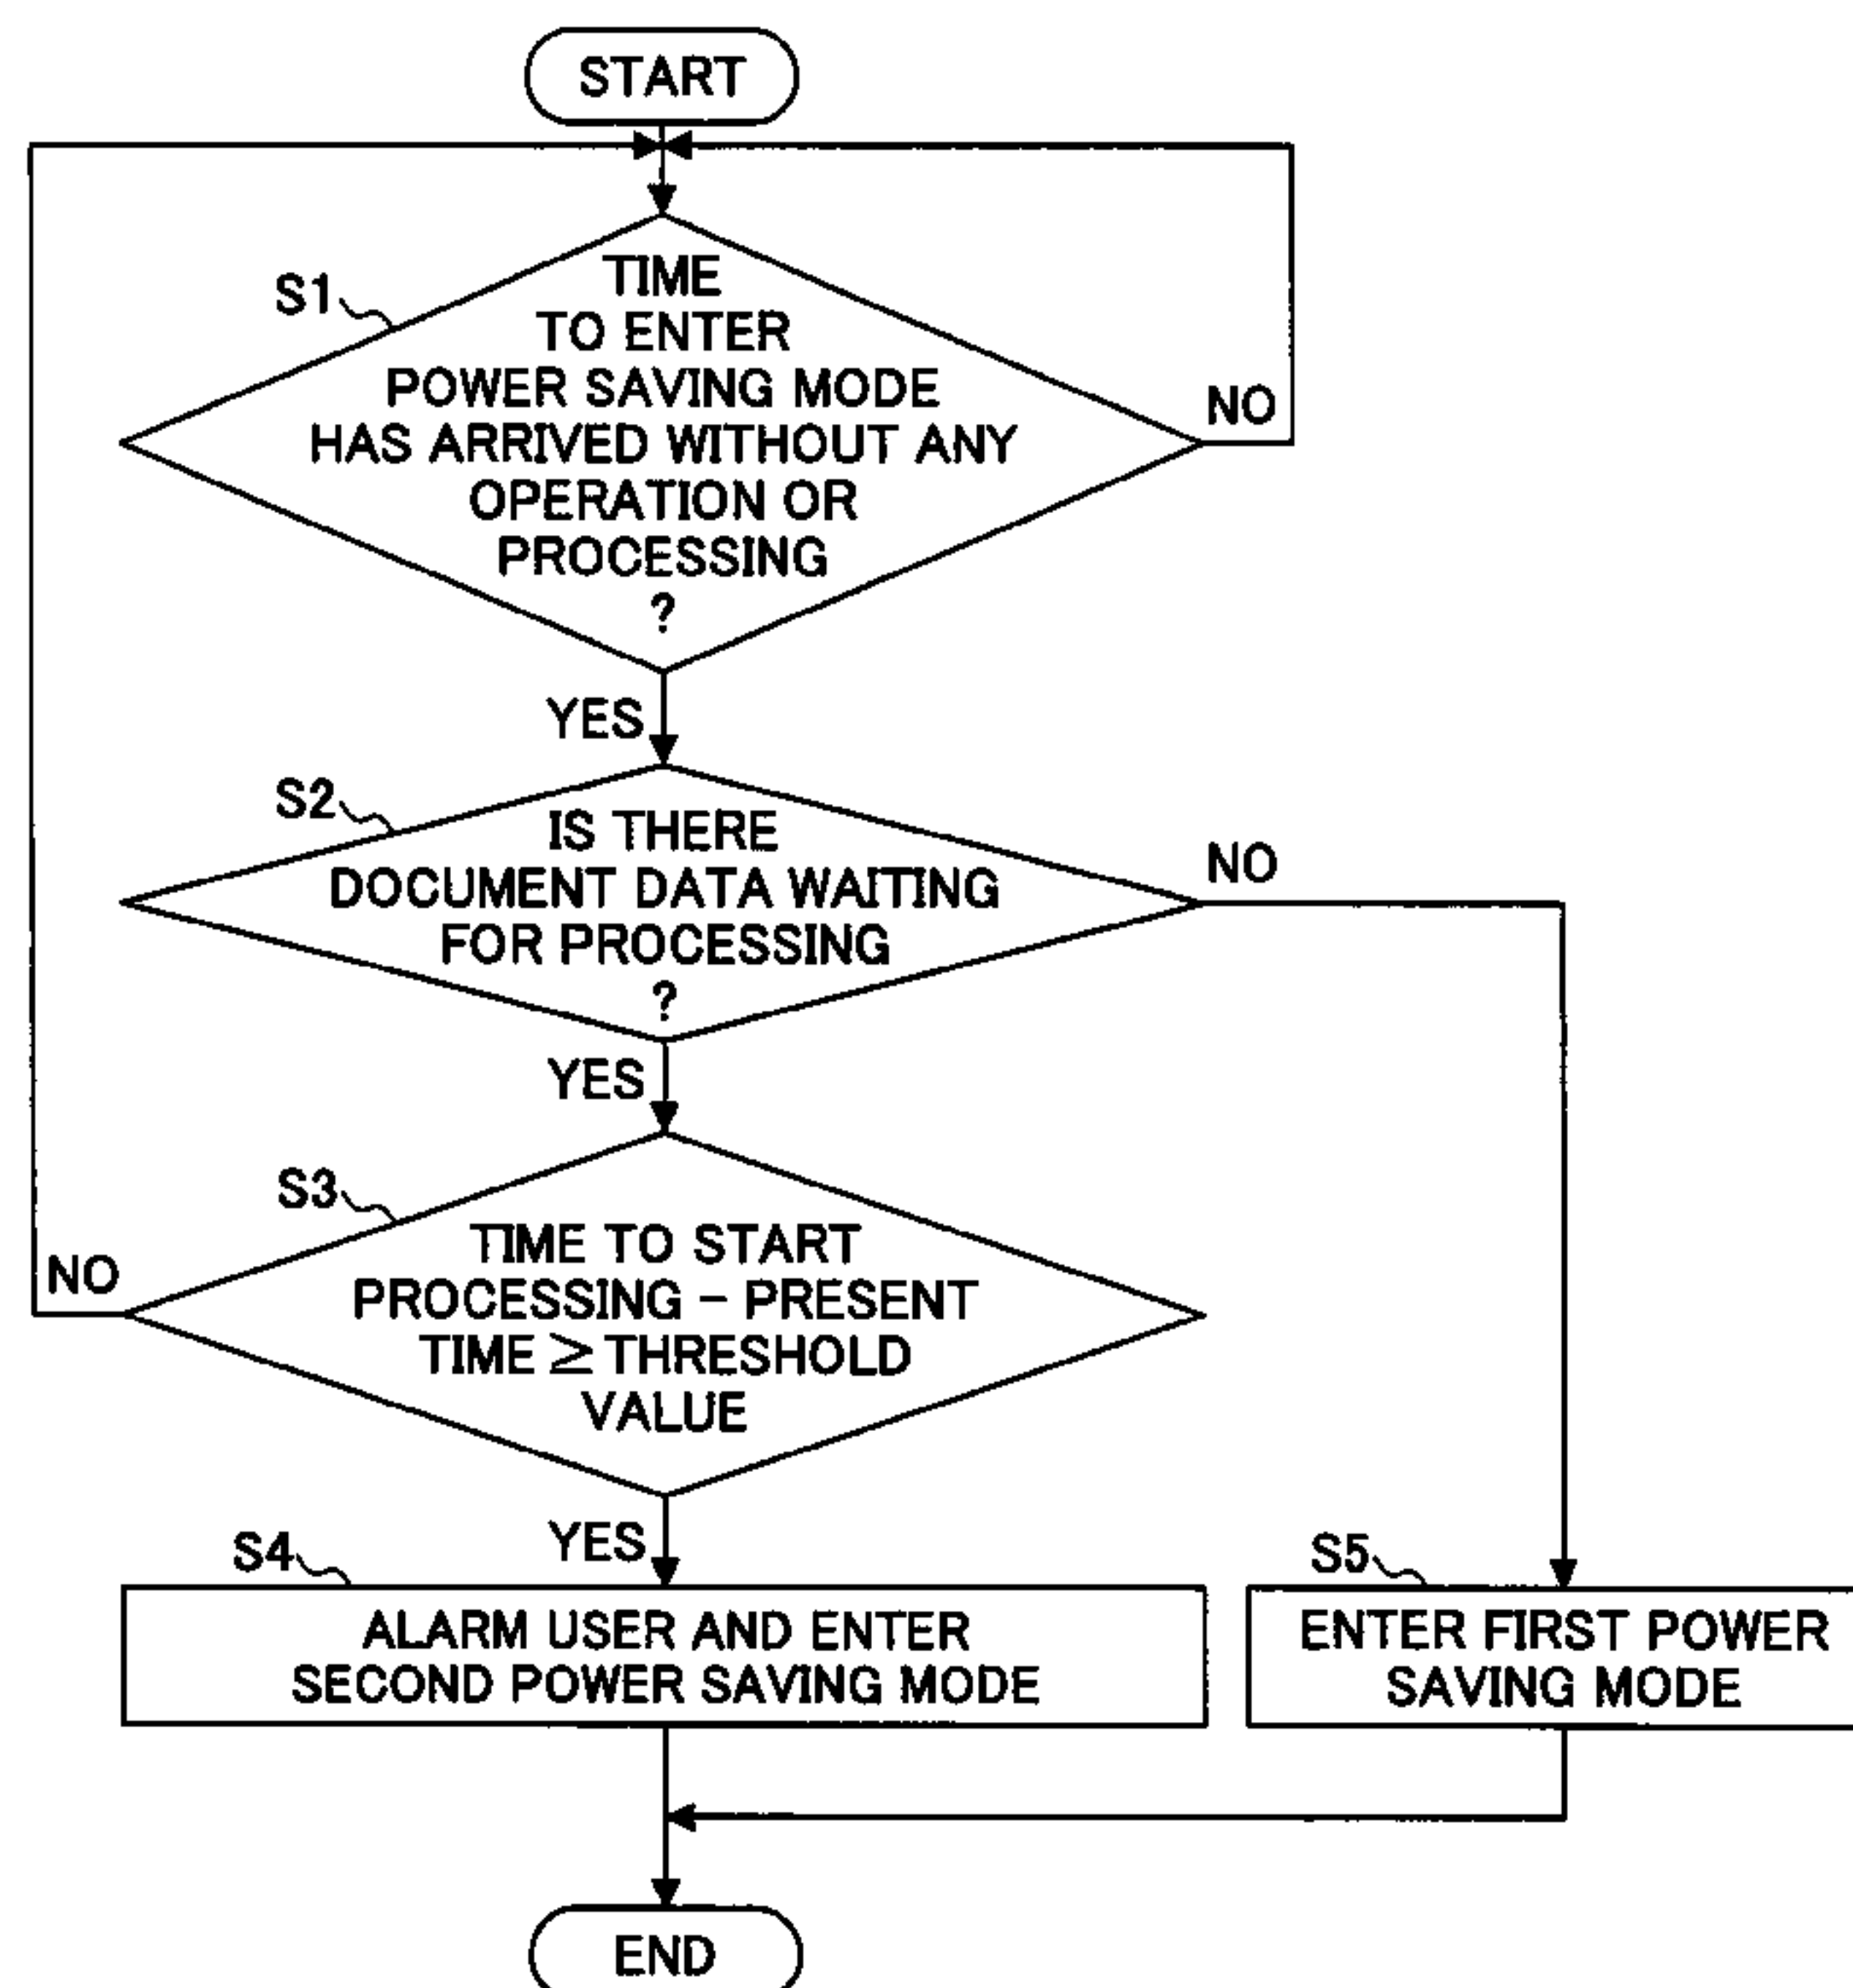 START
S1
TIME
TO ENTER
POWER SAVING MODE
HAS ARRIVED WITHOUT ANY
OPERATION OR
PROCESSING
?
NO
YES
S2
IS THERE
DOCUMENT DATA WAITING
FOR PROCESSING
?
NO
YES
S3
TIME TO START
PROCESSING – PRESENT
TIME ≥ THRESHOLD
VALUE
NO
YES
S4
ALARM USER AND ENTER
SECOND POWER SAVING MODE
S5
ENTER FIRST POWER
SAVING MODE
END